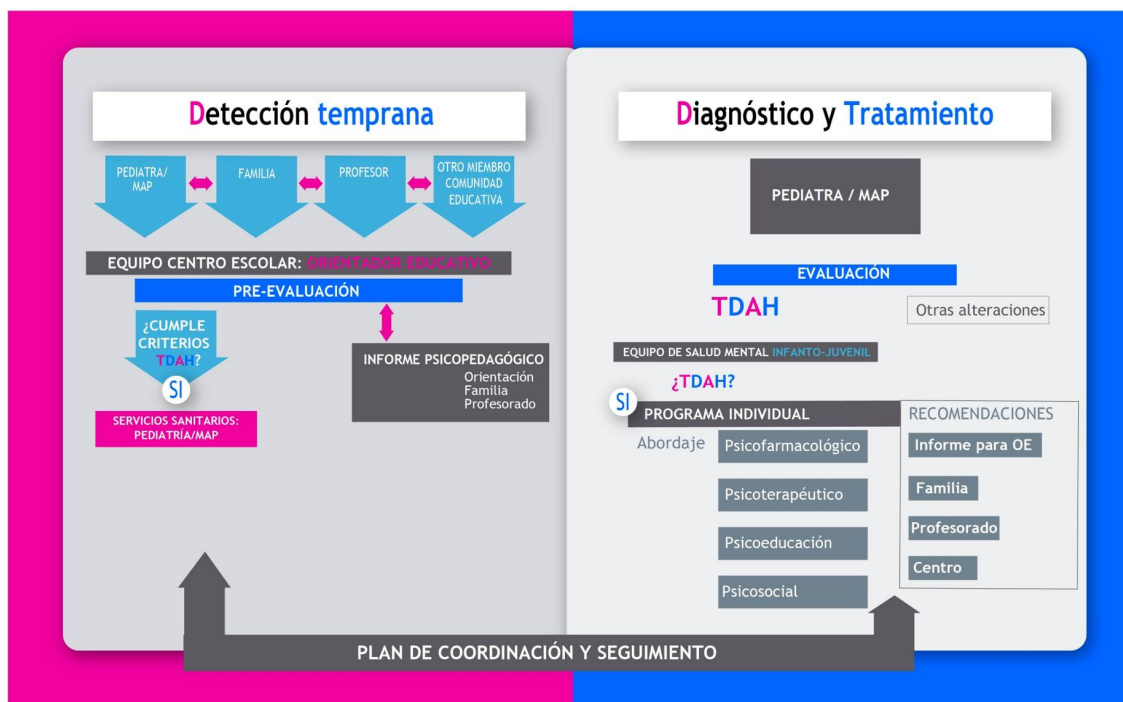 Detección temprana
PEDIATRA/
MAP
FAMILIA
PROFESOR
OTRO MIEMBRO
COMUNIDAD
EDUCATIVA
EQUIPO CENTRO ESCOLAR: ORIENTADOR EDUCATIVO
PRE-EVALUACIÓN
¿CUMPLE
CRITERIOS
TDAH?
SI
SERVICIOS SANITARIOS:
PEDIATRÍA/MAP
INFORME PSICOPEDAGÓGICO
Orientación
Familia
Profesorado
Diagnóstico y Tratamiento
PEDIATRA / MAP
EVALUACIÓN
TDAH
Otras alteraciones
EQUIPO DE SALUD MENTAL INFANTO-JUVENIL
¿TDAH?
SI
PROGRAMA INDIVIDUAL
Abordaje
Psicofarmacológico
Psicoterapéutico
Psicoeducación
Psicosocial
RECOMENDACIONES
Informe para OE
Familia
Profesorado
Centro
PLAN DE COORDINACIÓN Y SEGUIMIENTO